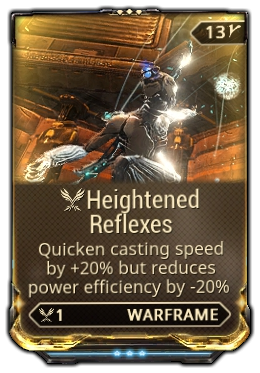 13
Heightened
Reflexes
Quicken casting speed
by +20% but reduces
power efficiency by -20%
1 WARFRAME